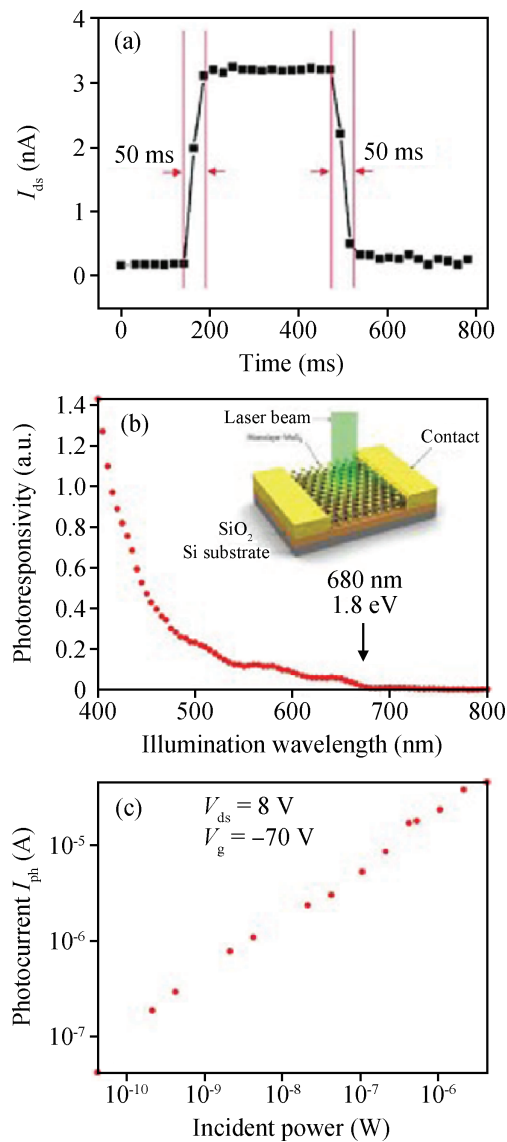 (a)
4
3
2
1
0
I_ds (nA)
50 ms
50 ms
0 200 400 600 800
Time (ms)
(b)
1.4
1.2
1.0
0.8
0.6
0.4
0.2
0
Photoresponsivity (a.u.)
Laser beam
Monolayer MoS₂
Contact
SiO₂
Si substrate
680 nm
1.8 eV
400 500 600 700 800
Illumination wavelength (nm)
(c)
V_ds = 8 V
V_g = –70 V
10⁻⁵
10⁻⁶
10⁻⁷
Photocurrent I_ph (A)
10⁻¹⁰ 10⁻⁹ 10⁻⁸ 10⁻⁷ 10⁻⁶
Incident power (W)